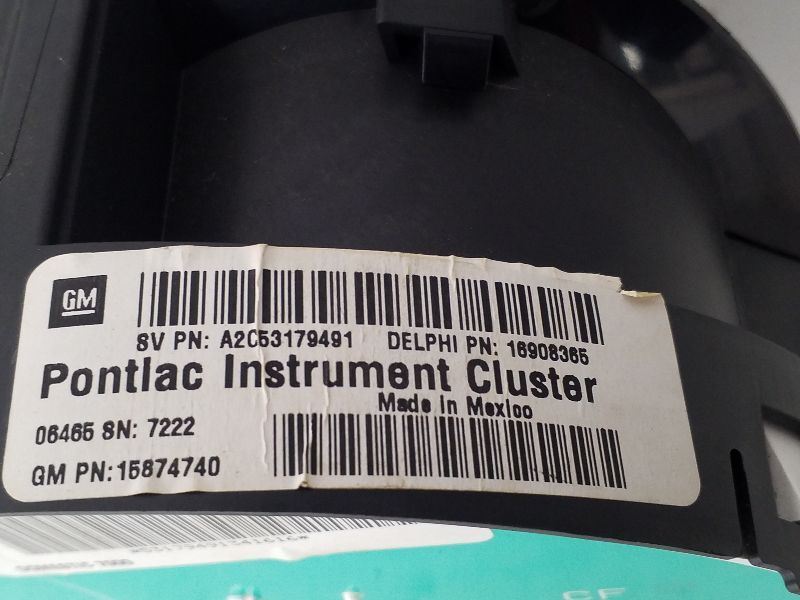 GM
SV PN: A2C53179491 DELPHI PN: 16908365
Pontiac Instrument Cluster
Made in Mexico
06465 SN: 7222
GM PN:15874740